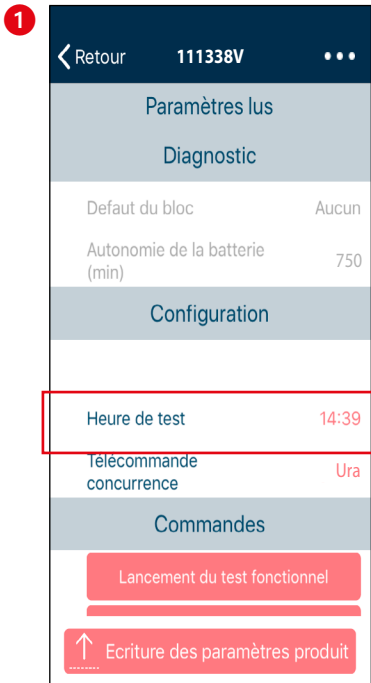 1
Retour 111338V
Paramètres lus
Diagnostic
Defaut du bloc Aucun
Autonomie de la batterie
(min) 750
Configuration
Heure de test 14:39
Télécommande
concurrence Ura
Commandes
Lancement du test fonctionnel
Ecriture des paramètres produit